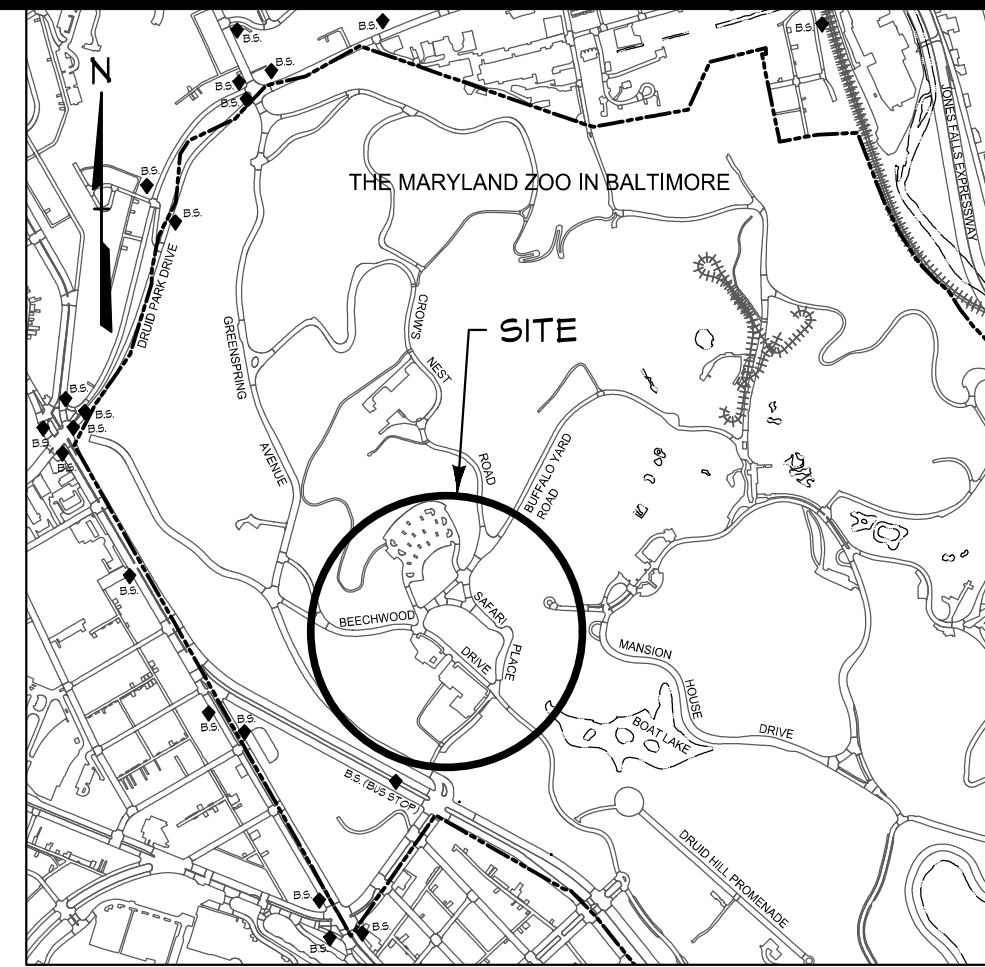 B.S.
B.S.
B.S.
N
B.S.
B.S.
B.S.
JONES FALLS EXPRESSWAY
B.S.
THE MARYLAND ZOO IN BALTIMORE
B.S.
DRUID PARK DRIVE
GREENSPRING
AVENUE
CROW'S
NEST
ROAD
SITE
B.S.
B.S.
B.S.
B.S.
B.S.
BUFFALO YARD
ROAD
B.S.
BEECHWOOD
DRIVE
SAFARI
PLACE
MANSION
HOUSE
DRIVE
B.S.
B.S.
BOAT LAKE
B.S. (BUS STOP)
DRUID HILL PROMENADE
B.S.
B.S.
B.S.